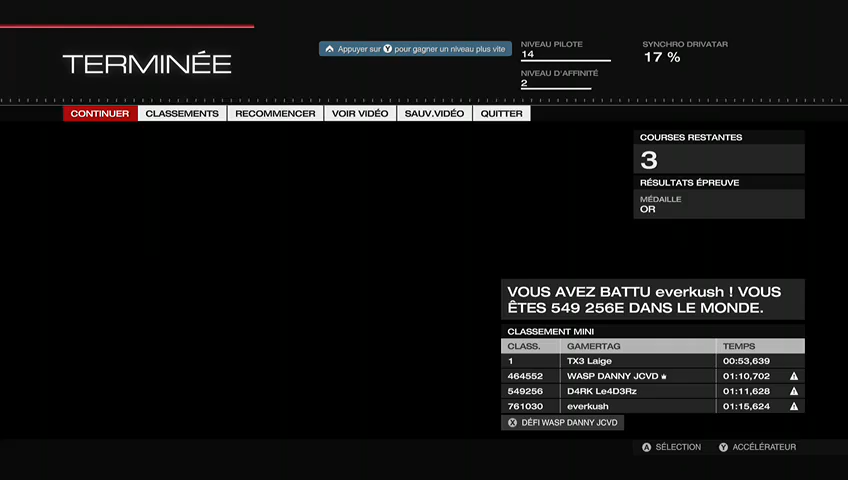 TERMINÉE
Appuyer sur Y pour gagner un niveau plus vite
NIVEAU PILOTE
14
NIVEAU D'AFFINITÉ
2
SYNCHRO DRIVATAR
17 %
CONTINUER CLASSEMENTS RECOMMENCER VOIR VIDÉO SAUV.VIDÉO QUITTER
COURSES RESTANTES
3
RÉSULTATS ÉPREUVE
MÉDAILLE
OR
VOUS AVEZ BATTU everkush ! VOUS
ÊTES 549 256E DANS LE MONDE.
CLASSEMENT MINI
CLASS. GAMERTAG TEMPS
1 TX3 Laige 00:53,639
464552 WASP DANNY JCVD 01:10,702
549256 D4RK Le4D3Rz 01:11,628
761030 everkush 01:15,624
X DÉFI WASP DANNY JCVD
A SÉLECTION Y ACCÉLÉRATEUR